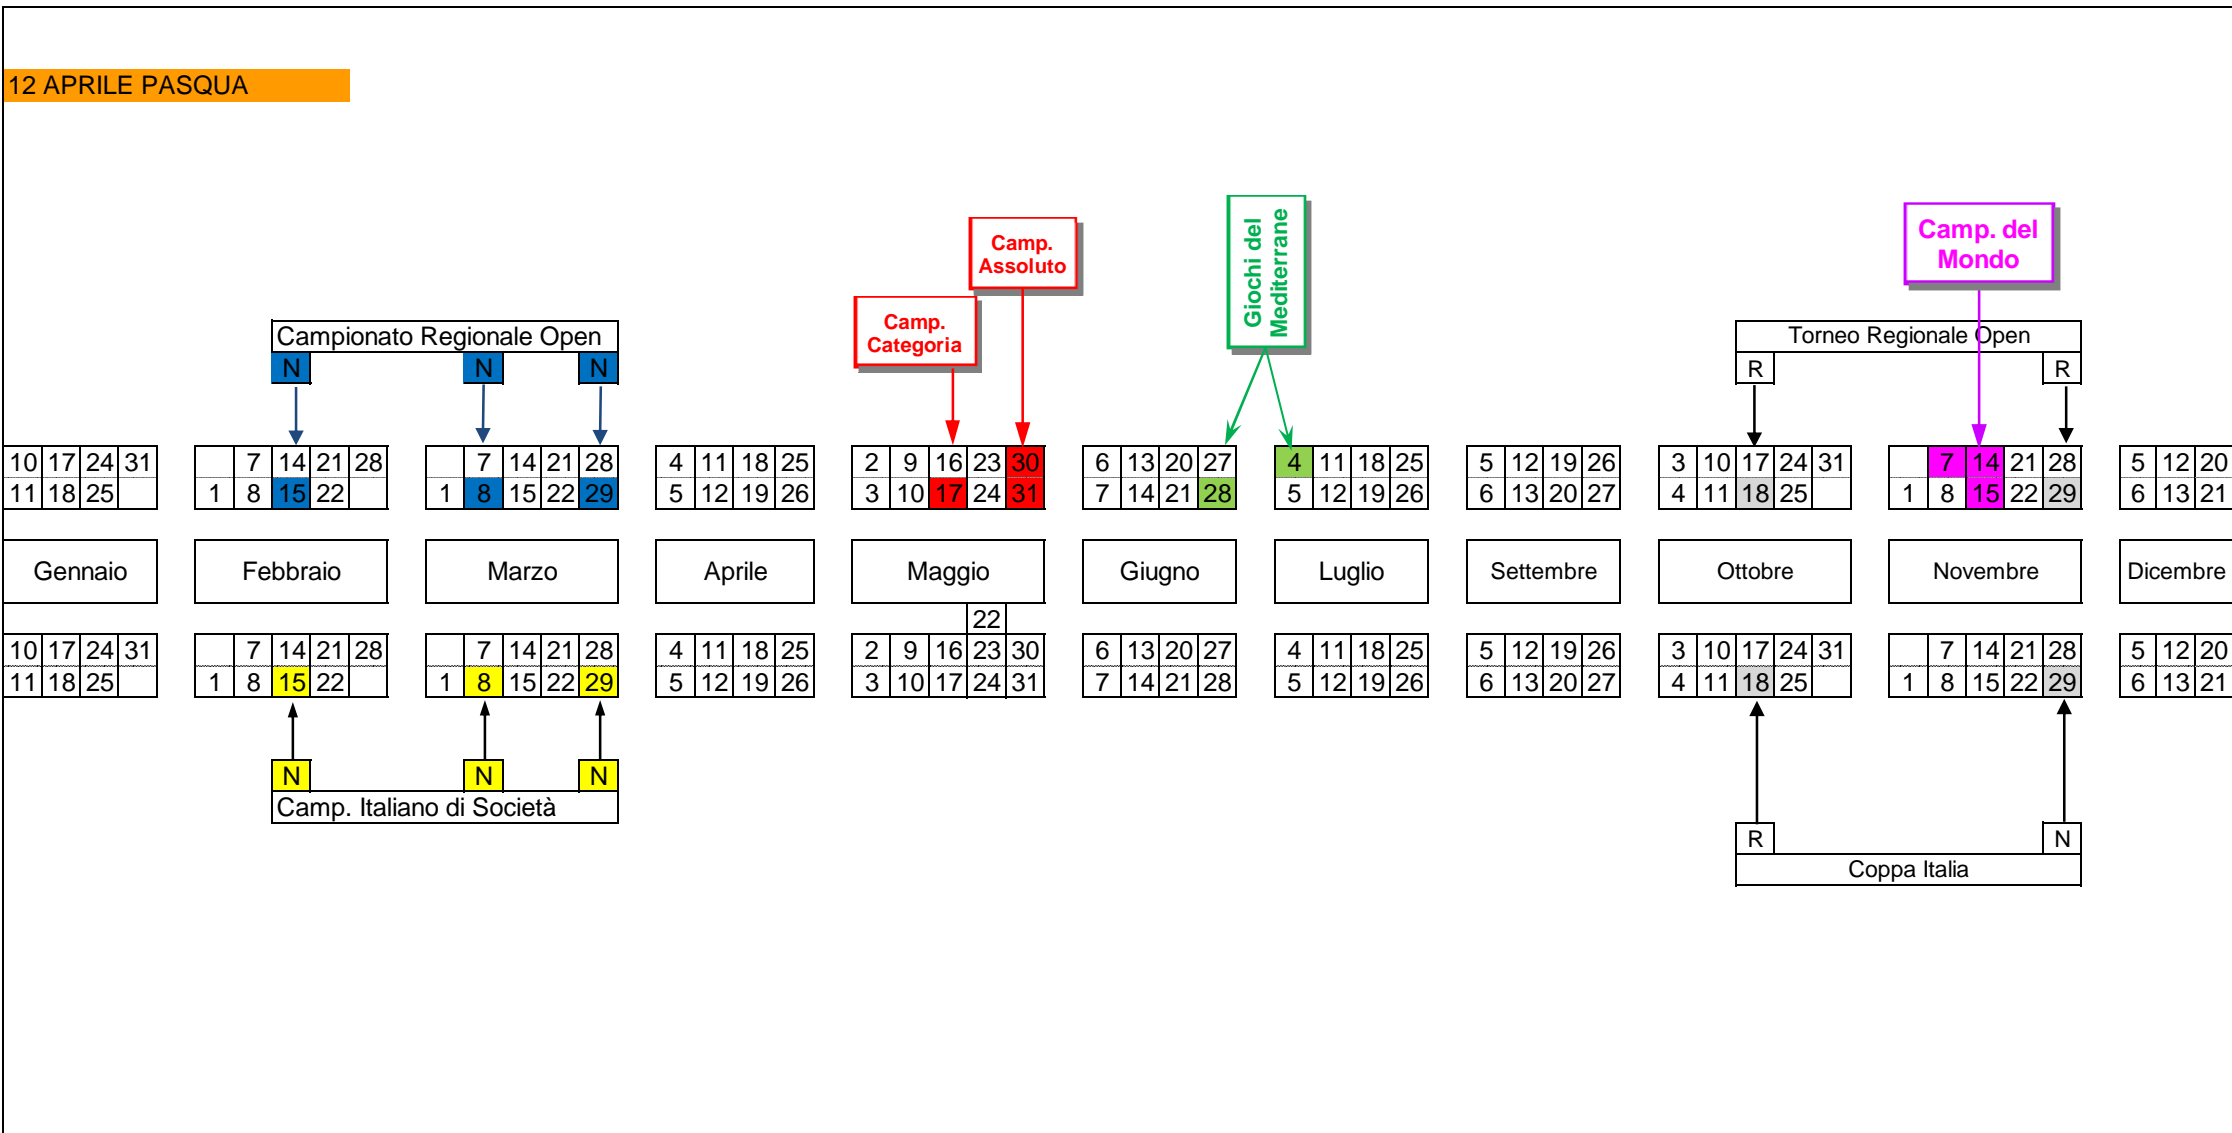 12 APRILE PASQUA
Camp.
Assoluto
Giochi del
Mediterrane
Camp. del
Mondo
Camp.
Categoria
Campionato Regionale Open
Torneo Regionale Open
N N N
R R
10 17 24 31 7 14 21 28 7 14 21 28 4 11 18 25 2 9 16 23 30 6 13 20 27 4 11 18 25 5 12 19 26 3 10 17 24 31 7 14 21 28 5 12 20
11 18 25 1 8 15 22 1 8 15 22 29 5 12 19 26 3 10 17 24 31 7 14 21 28 5 12 19 26 6 13 20 27 4 11 18 25 1 8 15 22 29 6 13 21
Gennaio Febbraio Marzo Aprile Maggio Giugno Luglio Settembre Ottobre Novembre Dicembre
22
10 17 24 31 7 14 21 28 7 14 21 28 4 11 18 25 2 9 16 23 30 6 13 20 27 4 11 18 25 5 12 19 26 3 10 17 24 31 7 14 21 28 5 12 20
11 18 25 1 8 15 22 1 8 15 22 29 5 12 19 26 3 10 17 24 31 7 14 21 28 5 12 19 26 6 13 20 27 4 11 18 25 1 8 15 22 29 6 13 21
N N N
Camp. Italiano di Società
R N
Coppa Italia